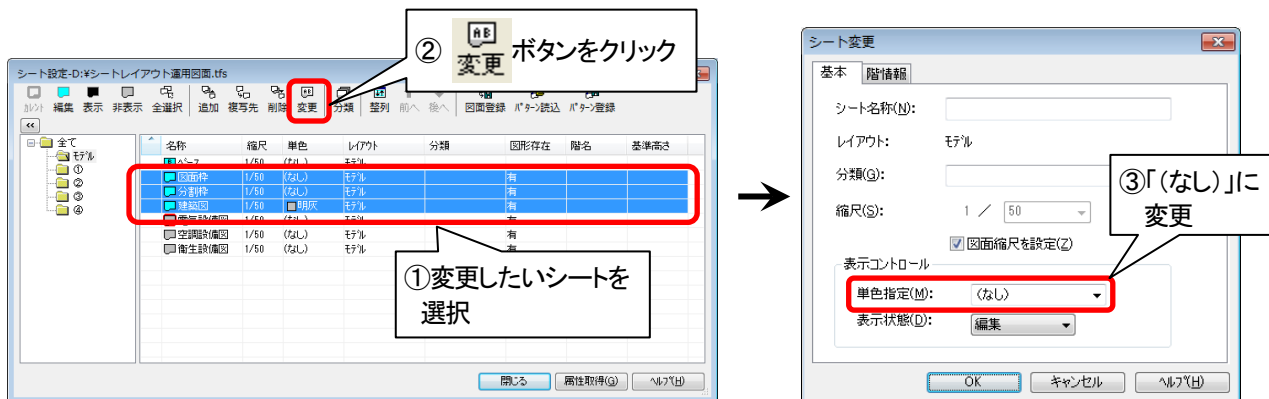 ② AB 変更 ボタンをクリック
シート設定-D:¥シートレイアウト運用図面.tfs
ｶﾚﾝﾄ 編集 表示 非表示 全選択 追加 複写先 削除 変更 分類 整列 前へ 後へ 図面登録 ﾊﾟﾀｰﾝ読込 ﾊﾟﾀｰﾝ登録
<<
全て
ﾓﾃﾞﾙ
①
②
③
④
名称 縮尺 単色 ﾚｲｱｳﾄ 分類 図形存在 階名 基準高さ
ﾍﾞｰｽ 1/50 (なし) ﾓﾃﾞﾙ
図面枠 1/50 (なし) ﾓﾃﾞﾙ 有
分割枠 1/50 (なし) ﾓﾃﾞﾙ 有
建築図 1/50 明灰 ﾓﾃﾞﾙ 有
電気設備図 1/50 (なし) ﾓﾃﾞﾙ 有
空調設備図 1/50 (なし) ﾓﾃﾞﾙ 有
衛生設備図 1/50 (なし) ﾓﾃﾞﾙ 有
①変更したいシートを
選択
閉じる 属性取得(G) ﾍﾙﾌﾟ(H)
シート変更
基本 階情報
シート名称(N):
レイアウト: ﾓﾃﾞﾙ
分類(G):
縮尺(S): 1 ／ 50
図面縮尺を設定(Z)
表示コントロール
単色指定(M): (なし)
表示状態(D): 編集
OK キャンセル ﾍﾙﾌﾟ(H)
③「(なし)」に
変更